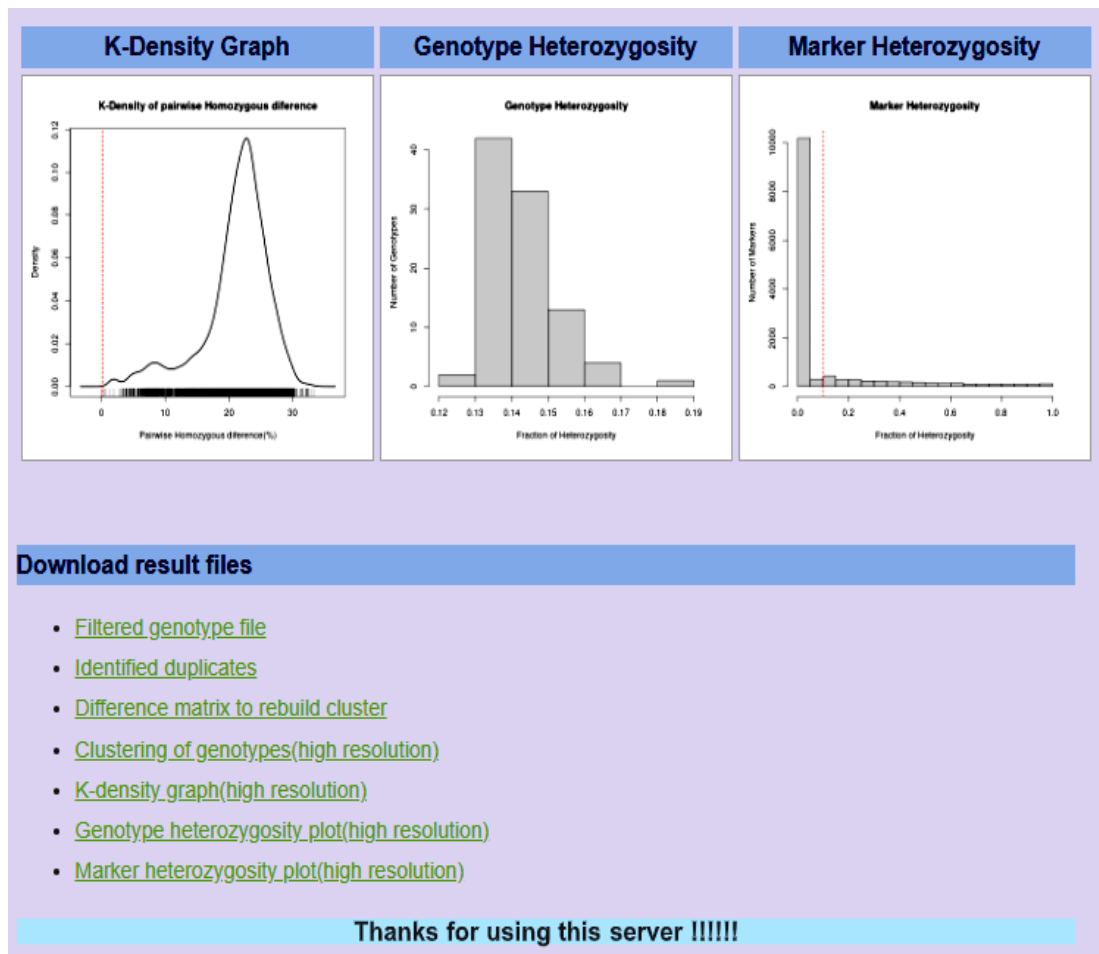 K-Density Graph
Genotype Heterozygosity
Marker Heterozygosity
K-Density of pairwise Homozygous diference
Density
0.00
0.02
0.04
0.06
0.08
0.10
0.12
0
10
20
30
Pairwise Homozygous diference(%)
Genotype Heterozygosity
Number of Genotypes
0
10
20
30
40
0.12
0.13
0.14
0.15
0.16
0.17
0.18
0.19
Fraction of Heterozygosity
Marker Heterozygosity
Number of Markers
0
2000
4000
6000
8000
10000
0.0
0.2
0.4
0.6
0.8
1.0
Fraction of Heterozygosity
Download result files
Filtered genotype file
Identified duplicates
Difference matrix to rebuild cluster
Clustering of genotypes(high resolution)
K-density graph(high resolution)
Genotype heterozygosity plot(high resolution)
Marker heterozygosity plot(high resolution)
Thanks for using this server !!!!!!